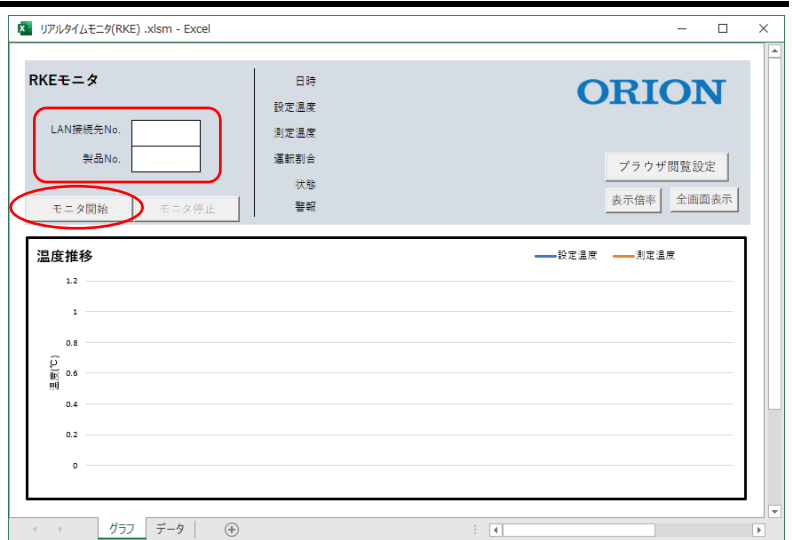 リアルタイムモニタ(RKE) .xlsm - Excel
RKEモニタ
LAN接続先No.
製品No.
モニタ開始
モニタ停止
日時
設定温度
測定温度
運転割合
状態
警報
ORION
ブラウザ閲覧設定
表示倍率
全画面表示
温度推移
設定温度
測定温度
1.2
1
0.8
0.6
0.4
0.2
0
温度(℃)
グラフ
データ